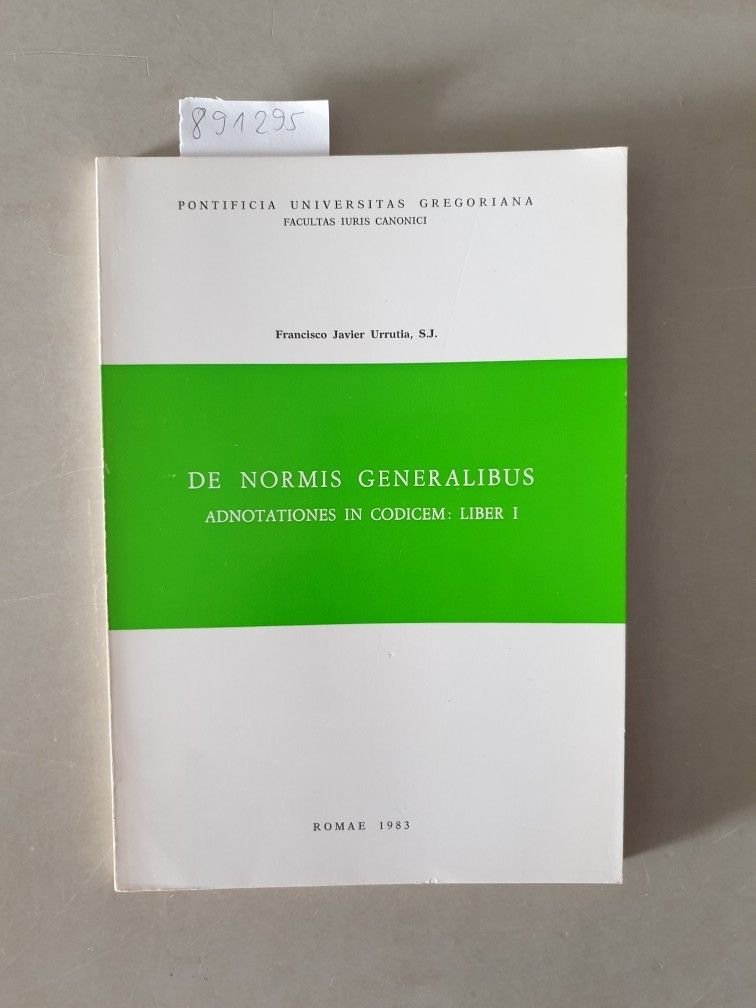 891295
PONTIFICIA UNIVERSITAS GREGORIANA
FACULTAS IURIS CANONICI
Francisco Javier Urrutia, S.J.
DE NORMIS GENERALIBUS
ADNOTATIONES IN CODICEM: LIBER I
ROMAE 1983